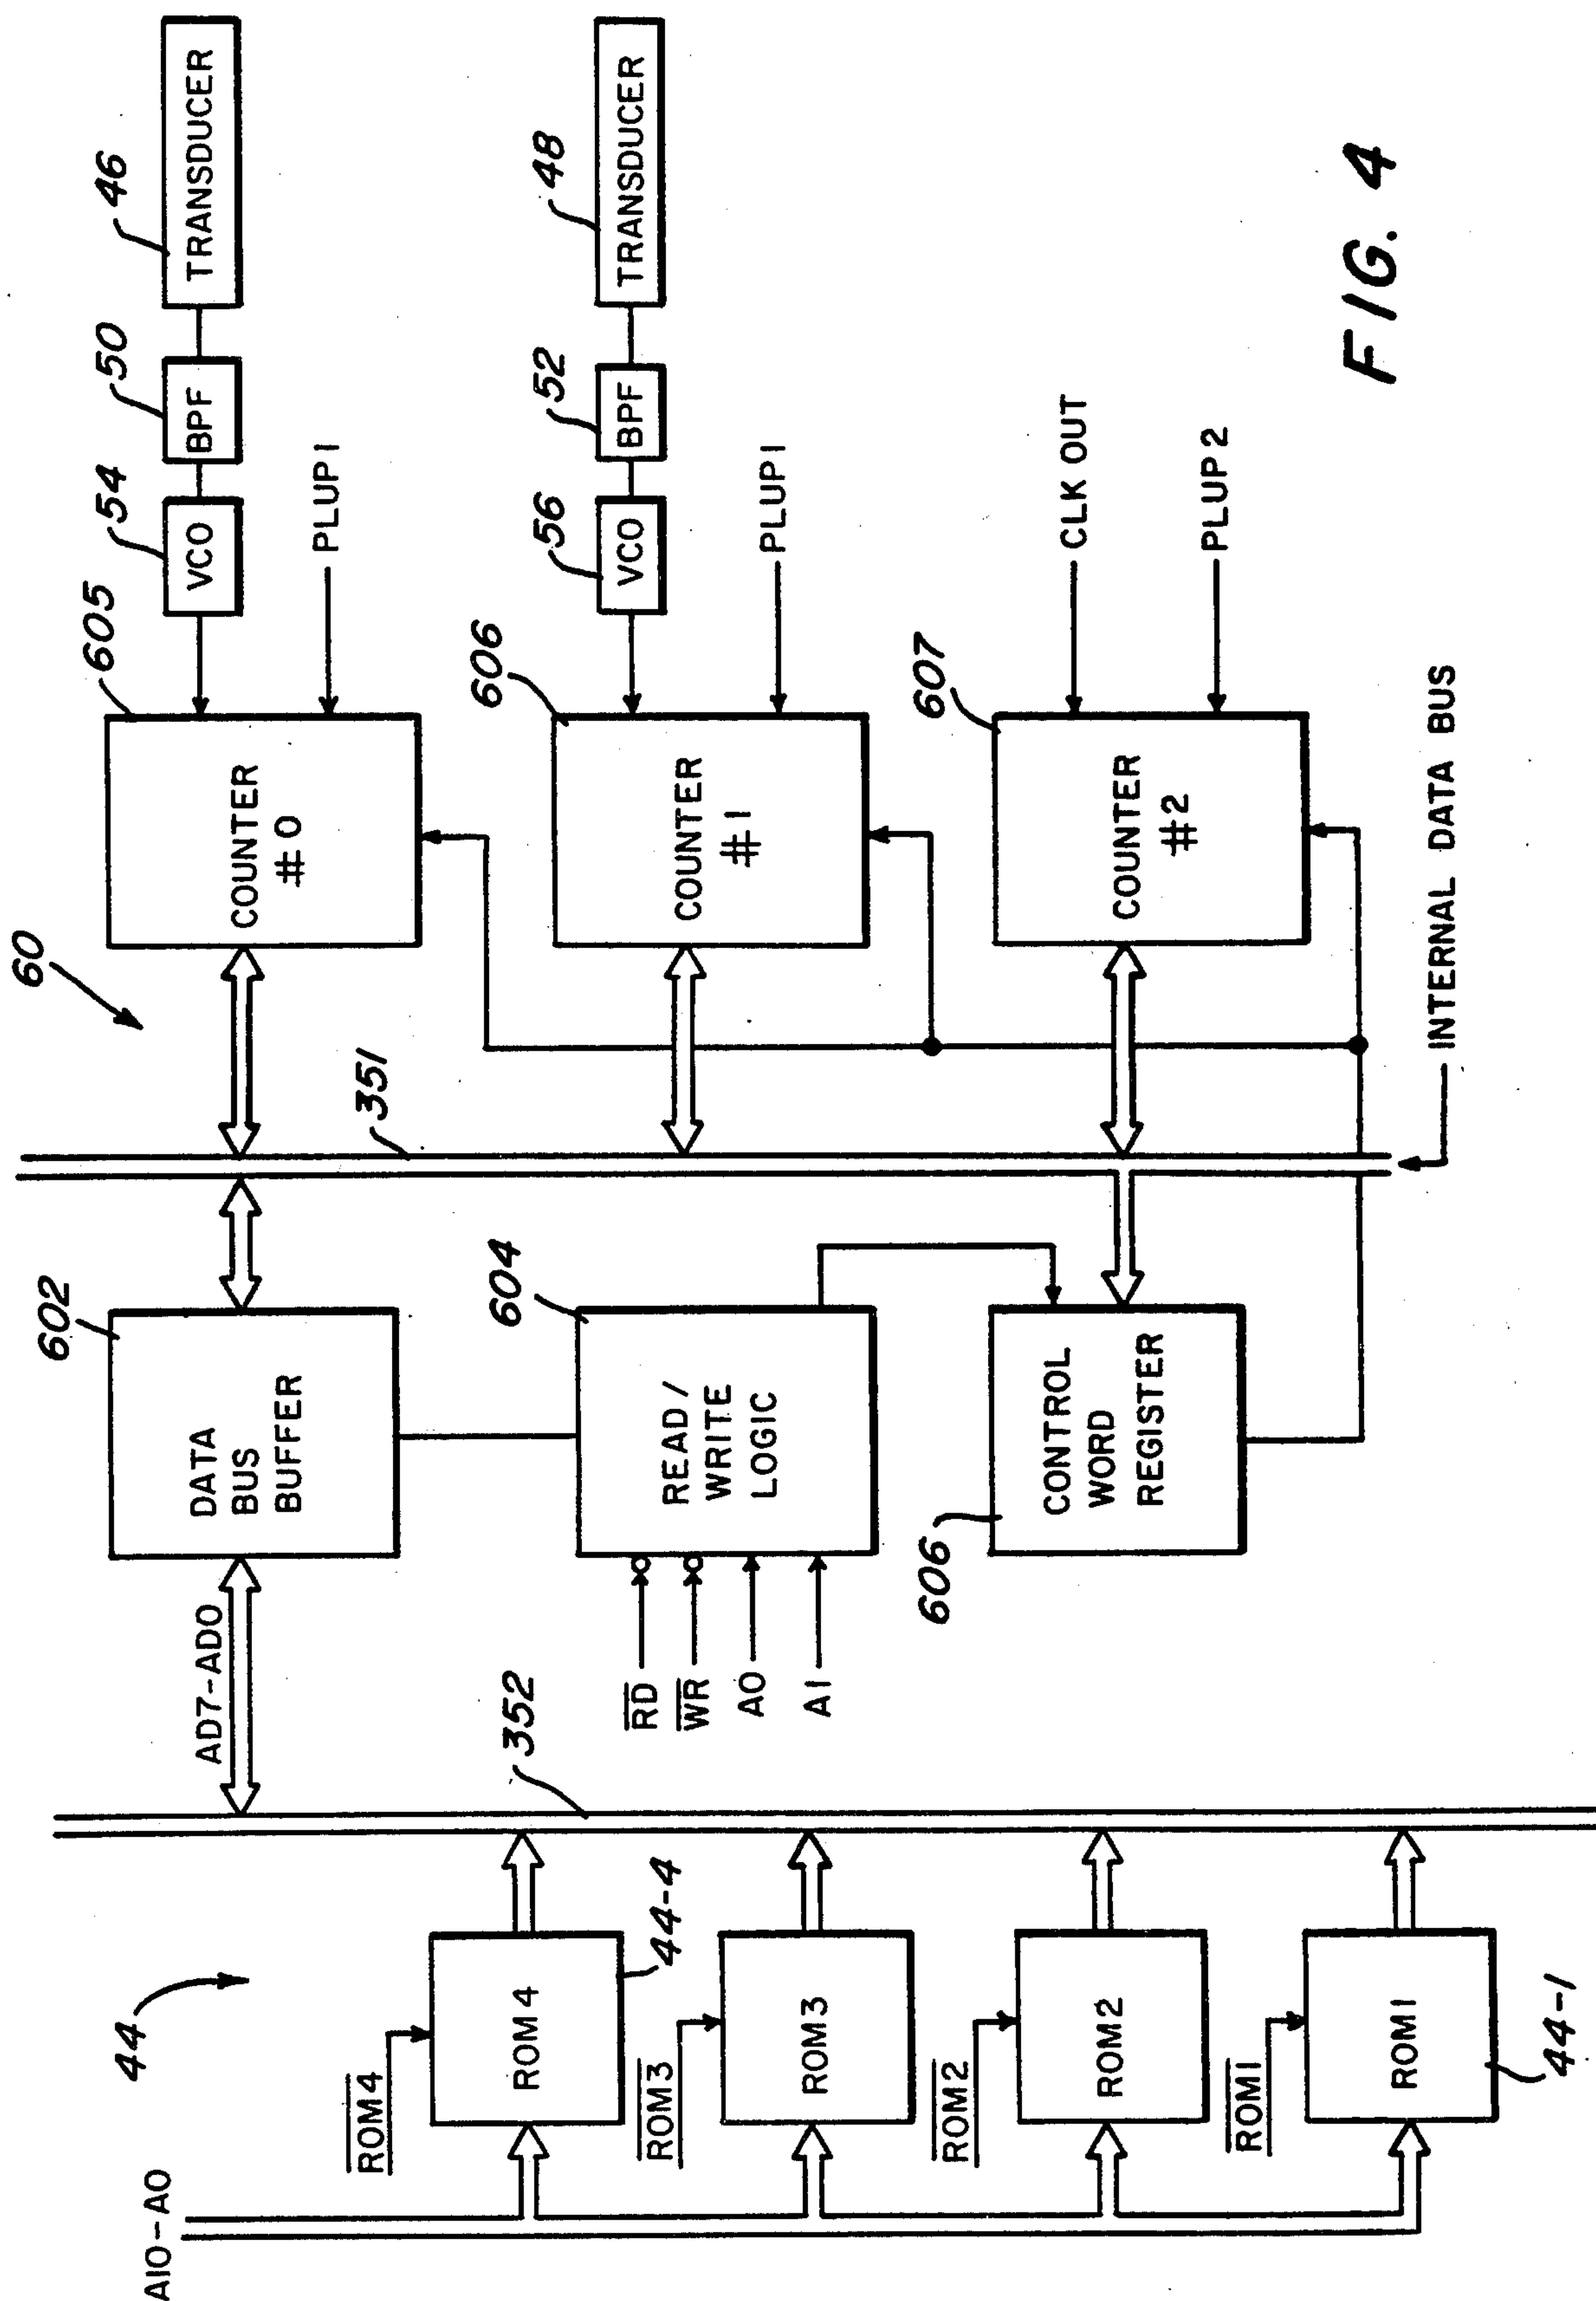 A10-A0
44
ROM4
ROM4
44-4
ROM3
ROM3
ROM2
ROM2
ROM1
ROM1
44-1
352
AD7-AD0
602
DATA
BUS
BUFFER
RD
WR
A0
A1
604
READ/
WRITE
LOGIC
606
CONTROL
WORD
REGISTER
351
INTERNAL DATA BUS
60
605
COUNTER
#0
PLUP1
54
VCO
50
BPF
46
TRANSDUCER
606
COUNTER
#1
PLUP1
56
VCO
52
BPF
48
TRANSDUCER
607
COUNTER
#2
CLK OUT
PLUP2
FIG. 4